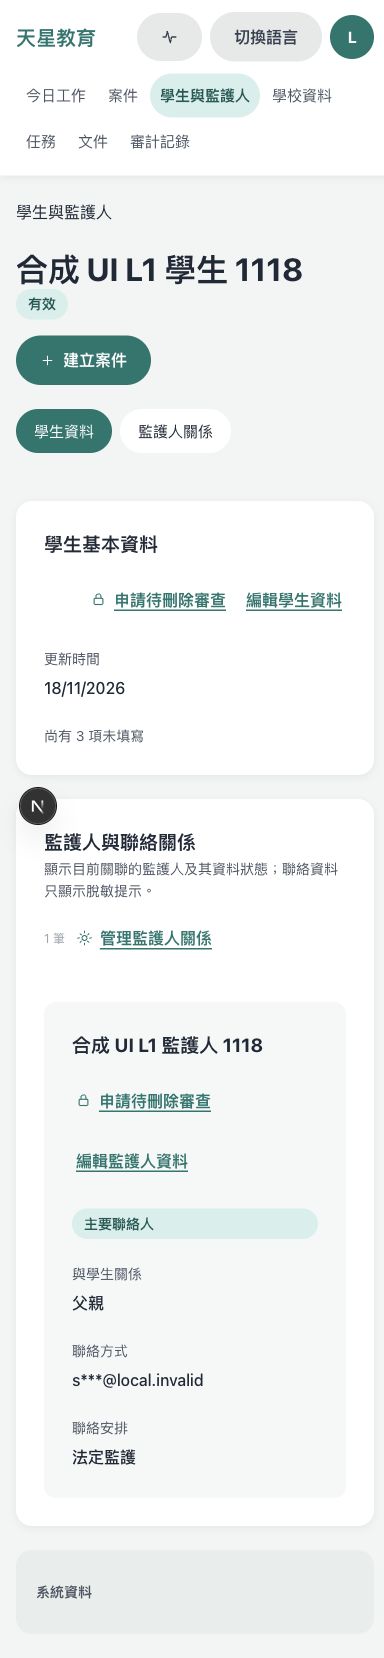 天星教育
切換語言
L
今日工作 案件 學生與監護人 學校資料
任務 文件 審計記錄
學生與監護人
合成 UI L1 學生 1118
有效
+ 建立案件
學生資料 監護人關係
學生基本資料
申請待刪除審查 編輯學生資料
更新時間
18/11/2026
尚有 3 項未填寫
N
監護人與聯絡關係
顯示目前關聯的監護人及其資料狀態；聯絡資料
只顯示脫敏提示。
1 筆 管理監護人關係
合成 UI L1 監護人 1118
申請待刪除審查
編輯監護人資料
主要聯絡人
與學生關係
父親
聯絡方式
s***@local.invalid
聯絡安排
法定監護
系統資料